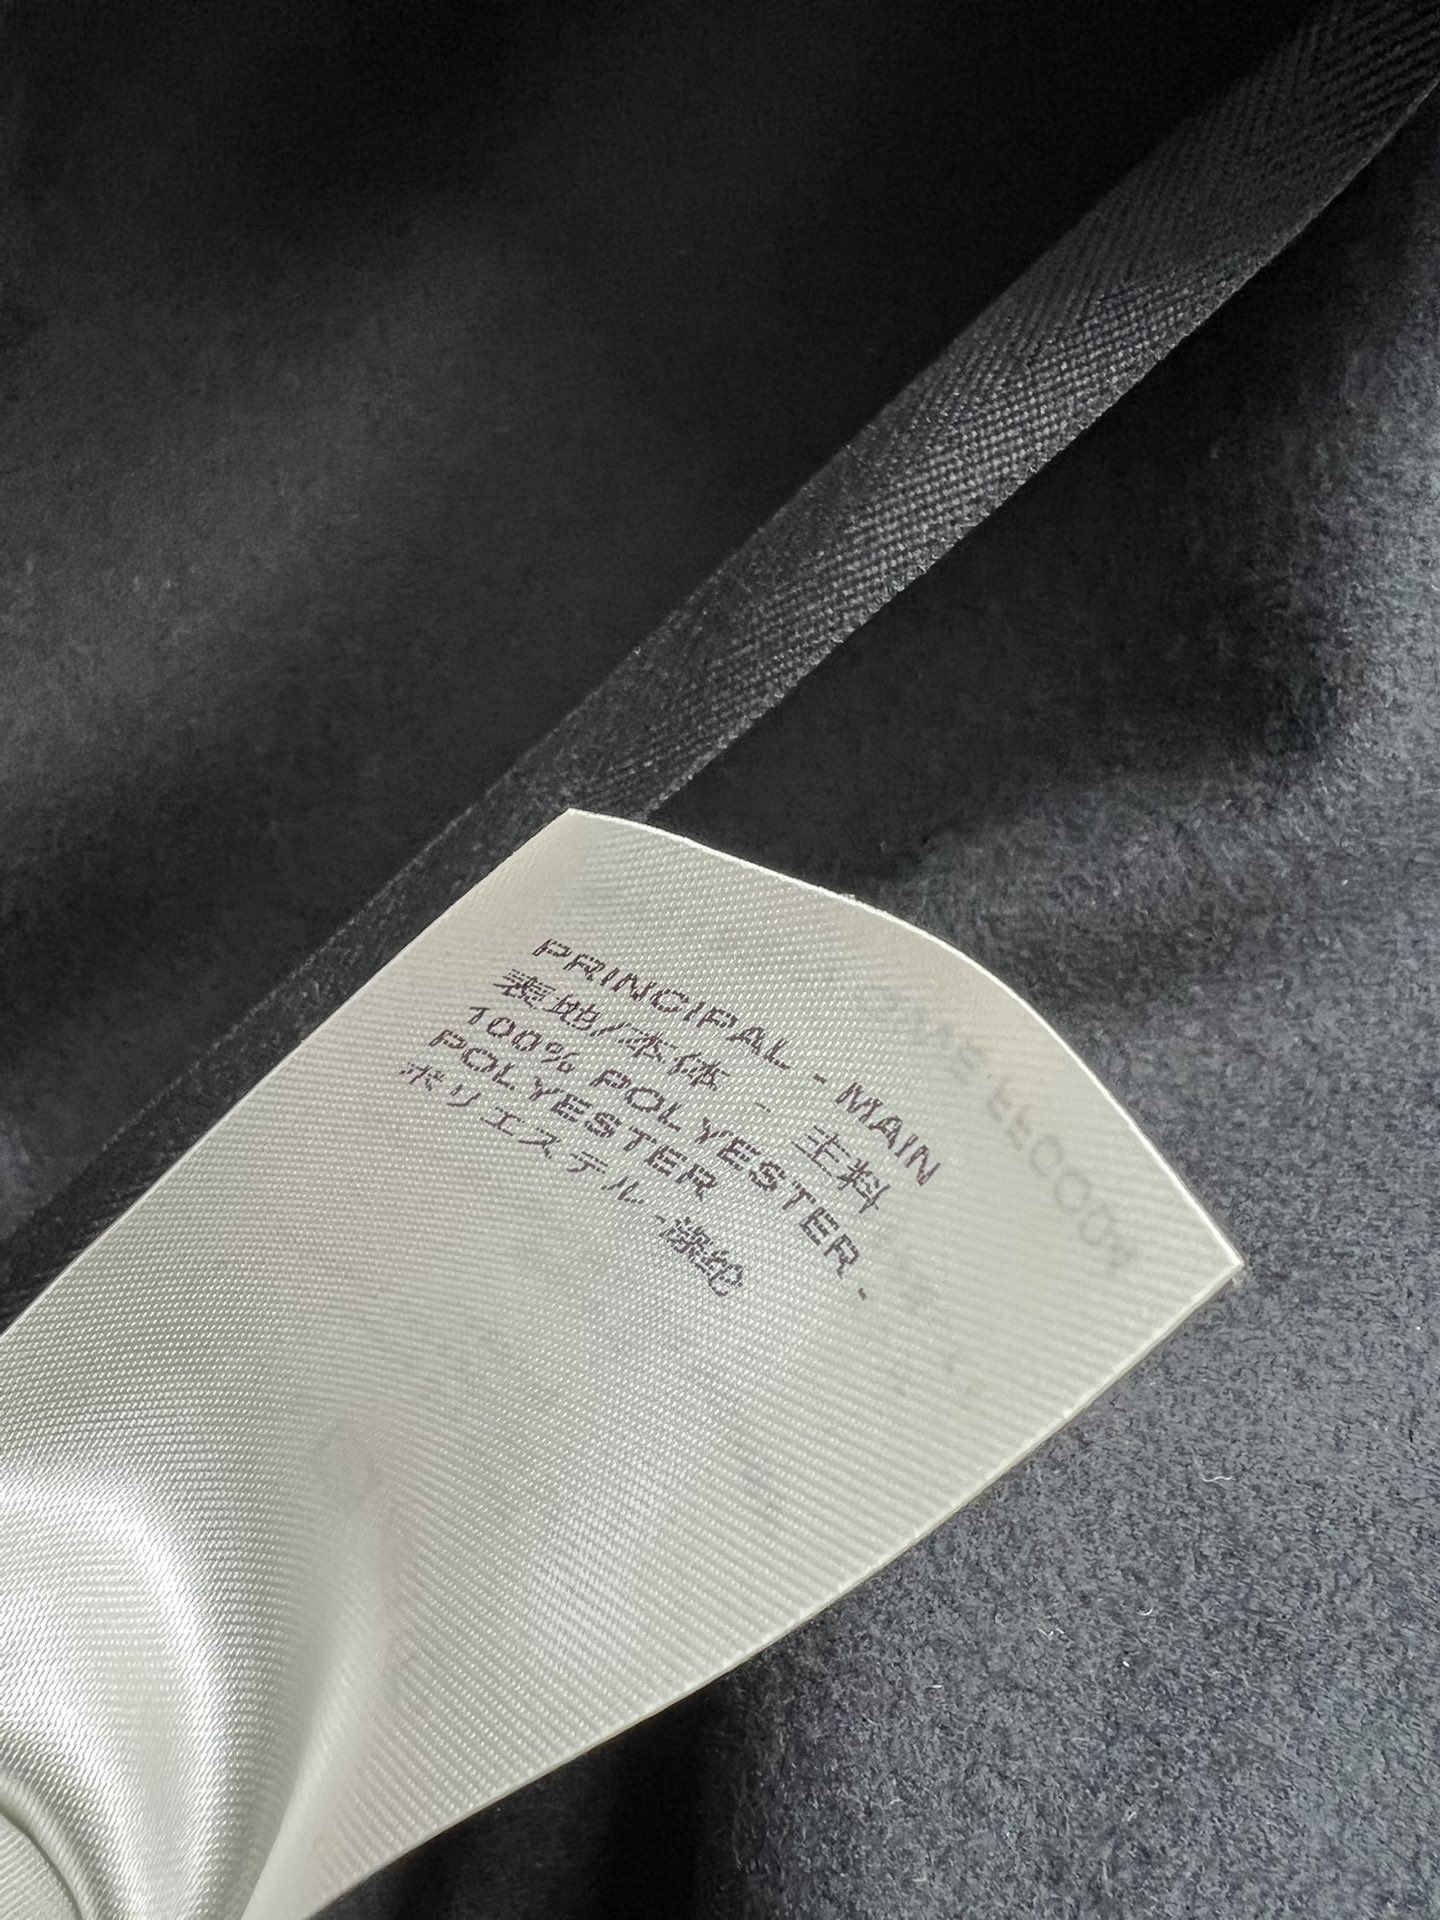 PRINCIPAL - MAIN
表地/本体 - 主料
100% POLYESTER -
POLYESTER
ポリエステル - 涤纶